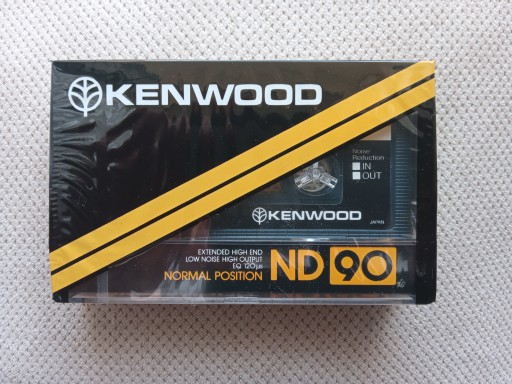 KENWOOD
Noise
Reduction
IN
OUT
KENWOOD
JAPAN
EXTENDED HIGH END
LOW NOISE HIGH OUTPUT
EQ 120μs
NORMAL POSITION
ND 90